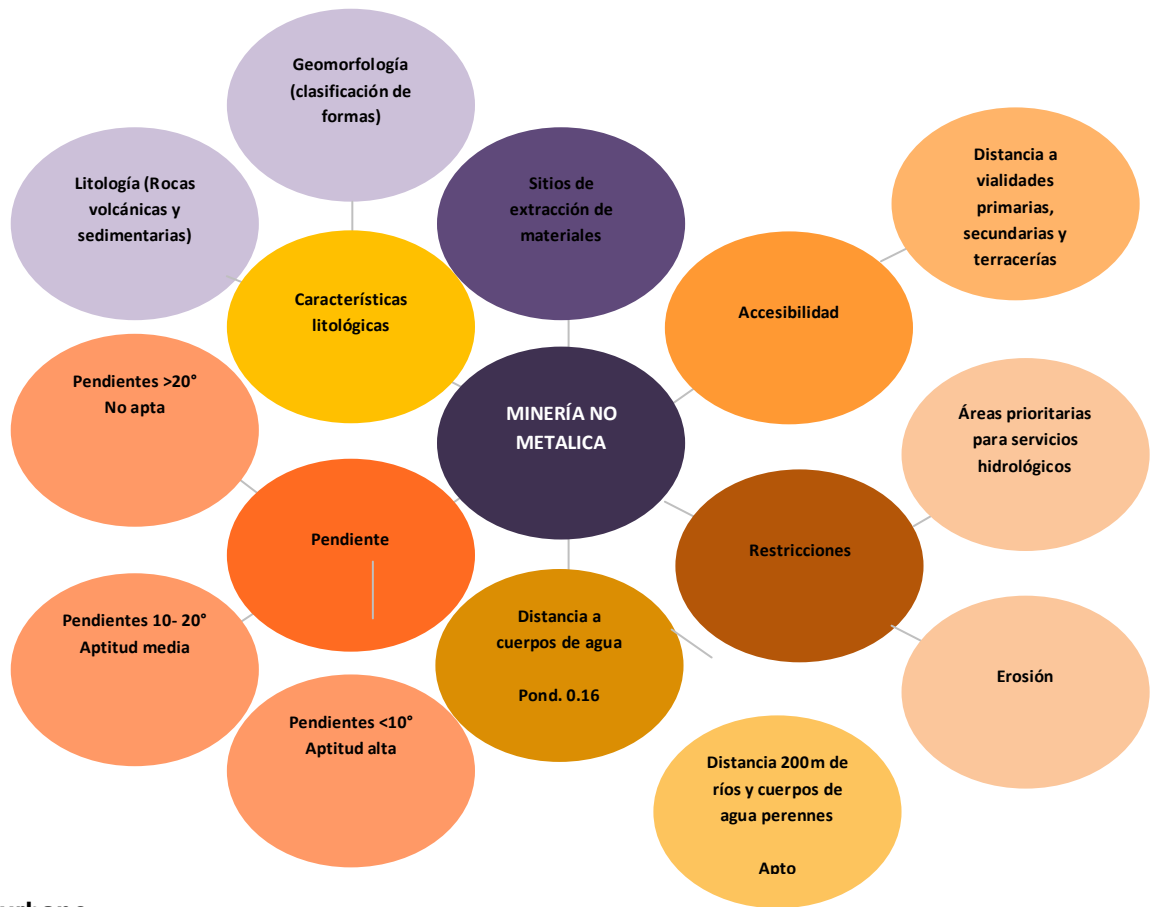 Geomorfología
(clasificación de
formas)
Litología (Rocas
volcánicas y
sedimentarias)
Sitios de
extracción de
materiales
Distancia a
vialidades
primarias,
secundarias y
terracerías
Características
litológicas
Accesibilidad
Pendientes >20°
No apta
MINERÍA NO
METALICA
Áreas prioritarias
para servicios
hidrológicos
Pendiente
Restricciones
Pendientes 10- 20°
Aptitud media
Distancia a
cuerpos de agua
Pond. 0.16
Erosión
Pendientes <10°
Aptitud alta
Distancia 200m de
ríos y cuerpos de
agua perennes
Apto